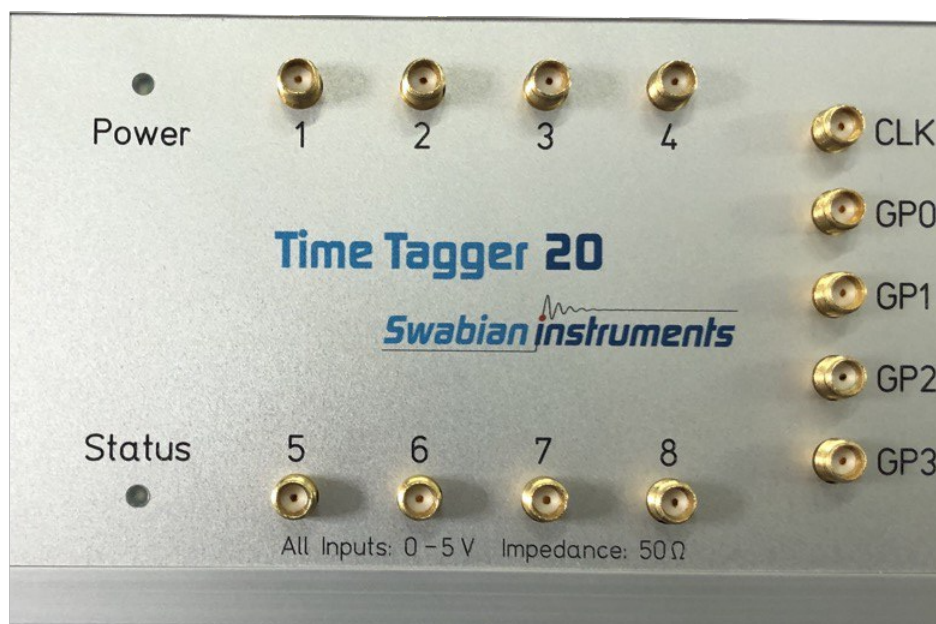 Power
1 2 3 4
CLK
GP0
Time Tagger 20
GP1
Swabian instruments
GP2
Status
5 6 7 8
GP3
All Inputs: 0 – 5 V Impedance: 50 Ω